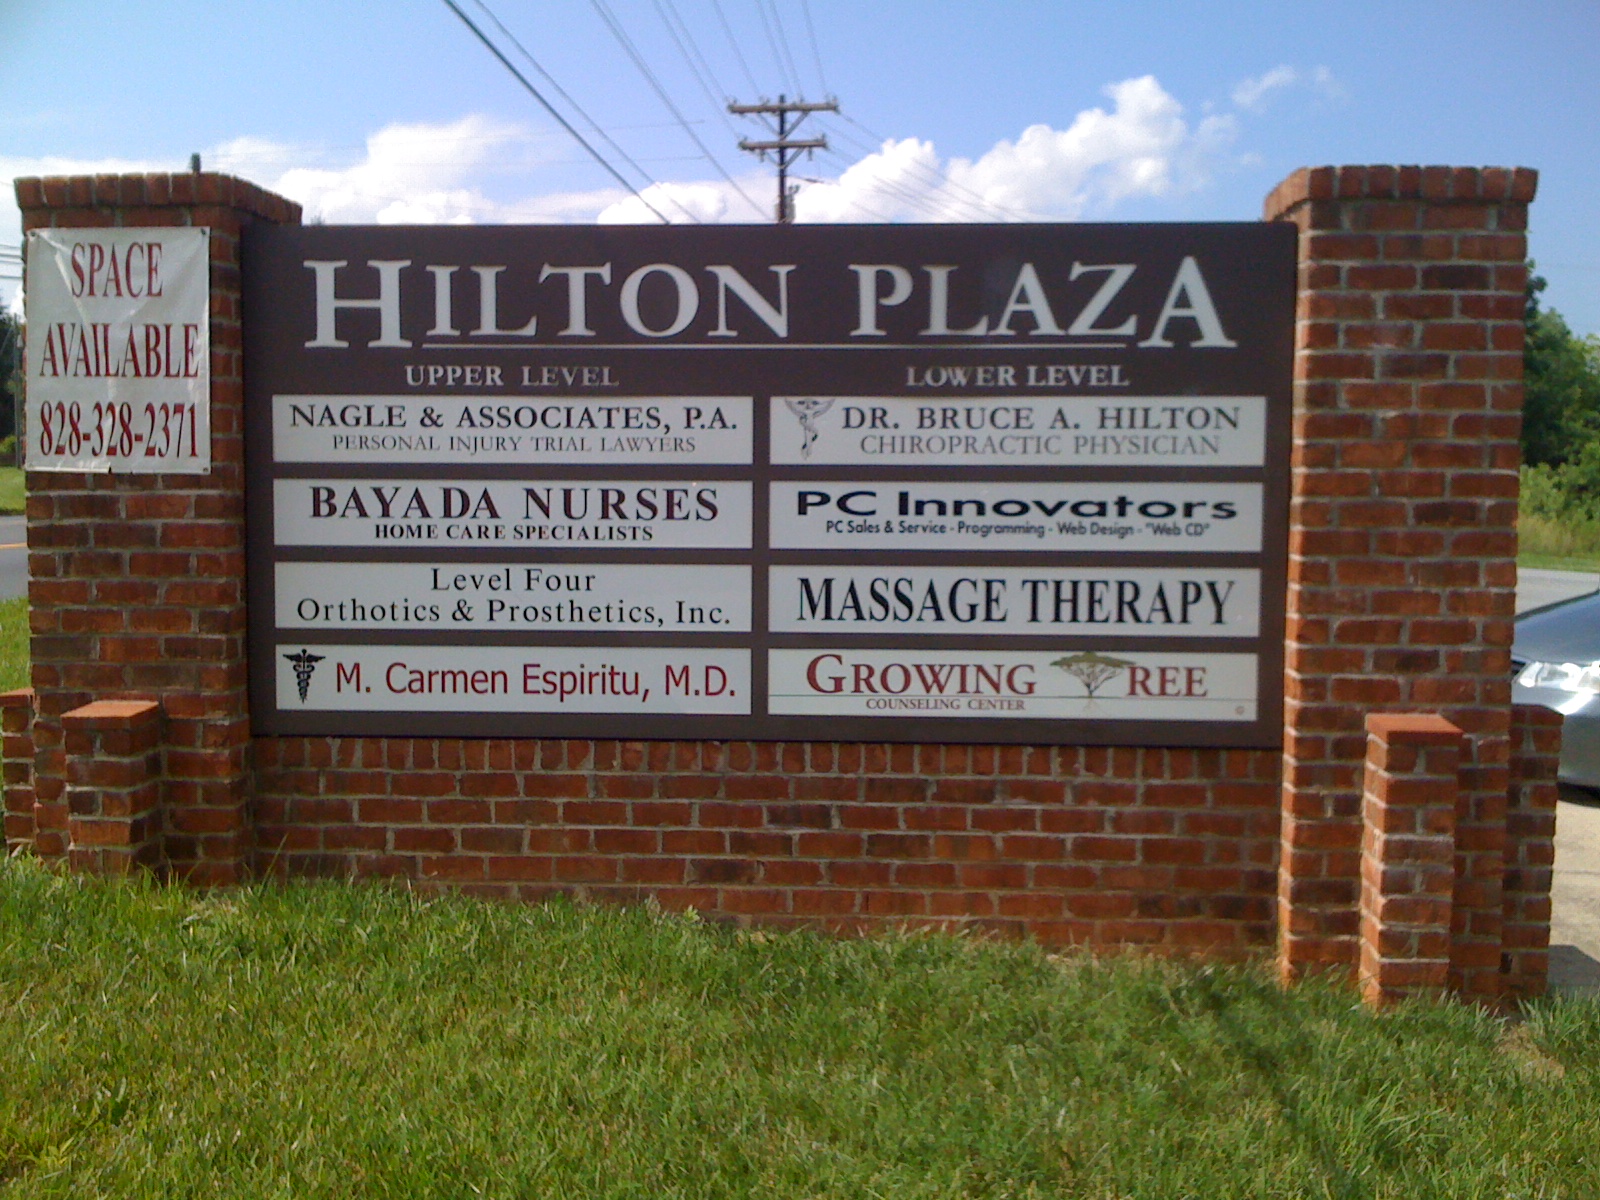 SPACE
AVAILABLE
828-328-2371
HILTON PLAZA
UPPER LEVEL
NAGLE & ASSOCIATES, P.A.
PERSONAL INJURY TRIAL LAWYERS
BAYADA NURSES
HOME CARE SPECIALISTS
Level Four
Orthotics & Prosthetics, Inc.
M. Carmen Espiritu, M.D.
LOWER LEVEL
DR. BRUCE A. HILTON
CHIROPRACTIC PHYSICIAN
PC Innovators
PC Sales & Service - Programming - Web Design - "Web CD"
MASSAGE THERAPY
GROWING TREE
COUNSELING CENTER
©